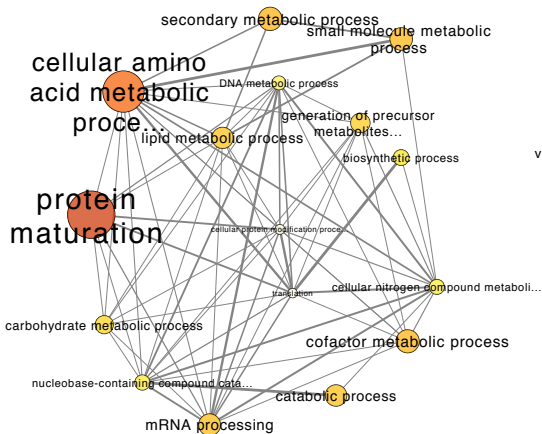 secondary metabolic process
small molecule metabolic
process
cellular amino
acid metabolic
proce...
DNA metabolic process
generation of precursor
metabolites...
lipid metabolic process
biosynthetic process
v
protein
maturation
cellular protein modification proce...
translation
cellular nitrogen compound metaboli...
carbohydrate metabolic process
cofactor metabolic process
nucleobase-containing compound cata...
catabolic process
mRNA processing